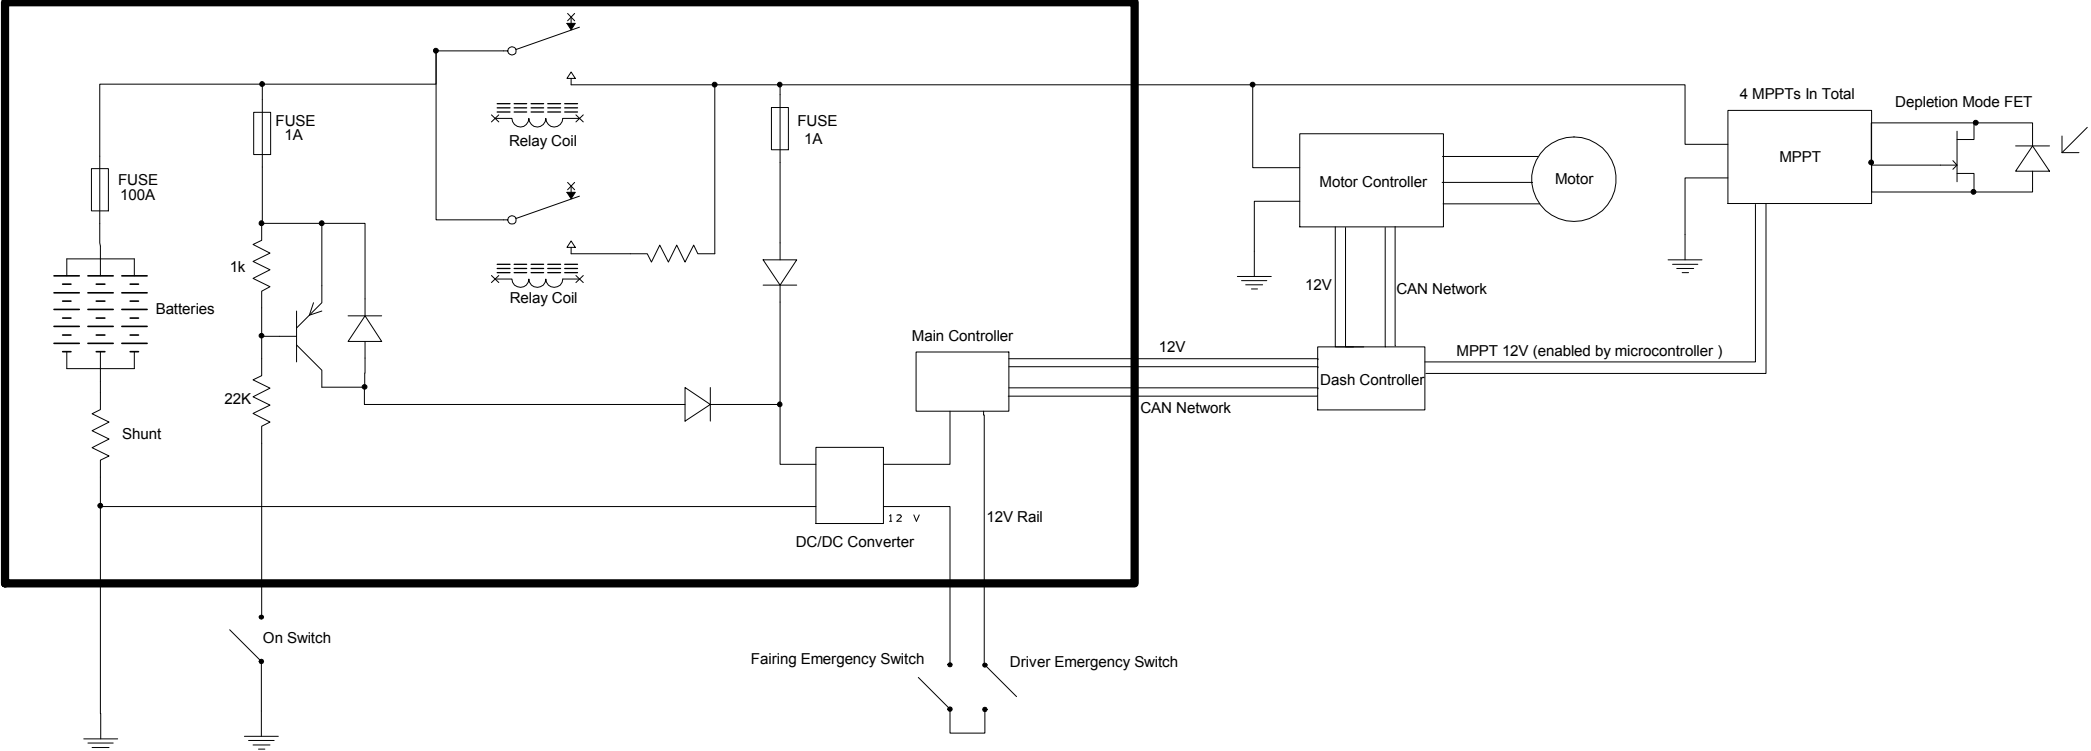 4 MPPTs In Total
Depletion Mode FET
FUSE
1A
FUSE
1A
Relay Coil
MPPT
FUSE
100A
Motor Controller
Motor
1k
12V
CAN Network
Relay Coil
Batteries
Main Controller
12V
MPPT 12V (enabled by microcontroller )
Dash Controller
22K
CAN Network
Shunt
12 V
12V Rail
DC/DC Converter
On Switch
Fairing Emergency Switch
Driver Emergency Switch